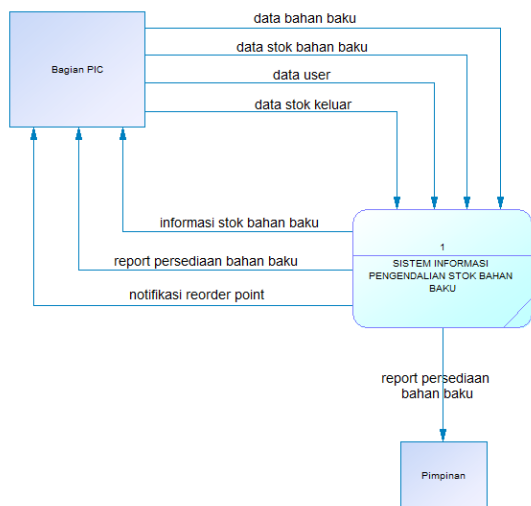 data bahan baku
data stok bahan baku
Bagian PIC
data user
data stok keluar
informasi stok bahan baku
1
report persediaan bahan baku
SISTEM INFORMASI
PENGENDALIAN STOK BAHAN
BAKU
notifikasi reorder point
report persediaan
bahan baku
Pimpinan